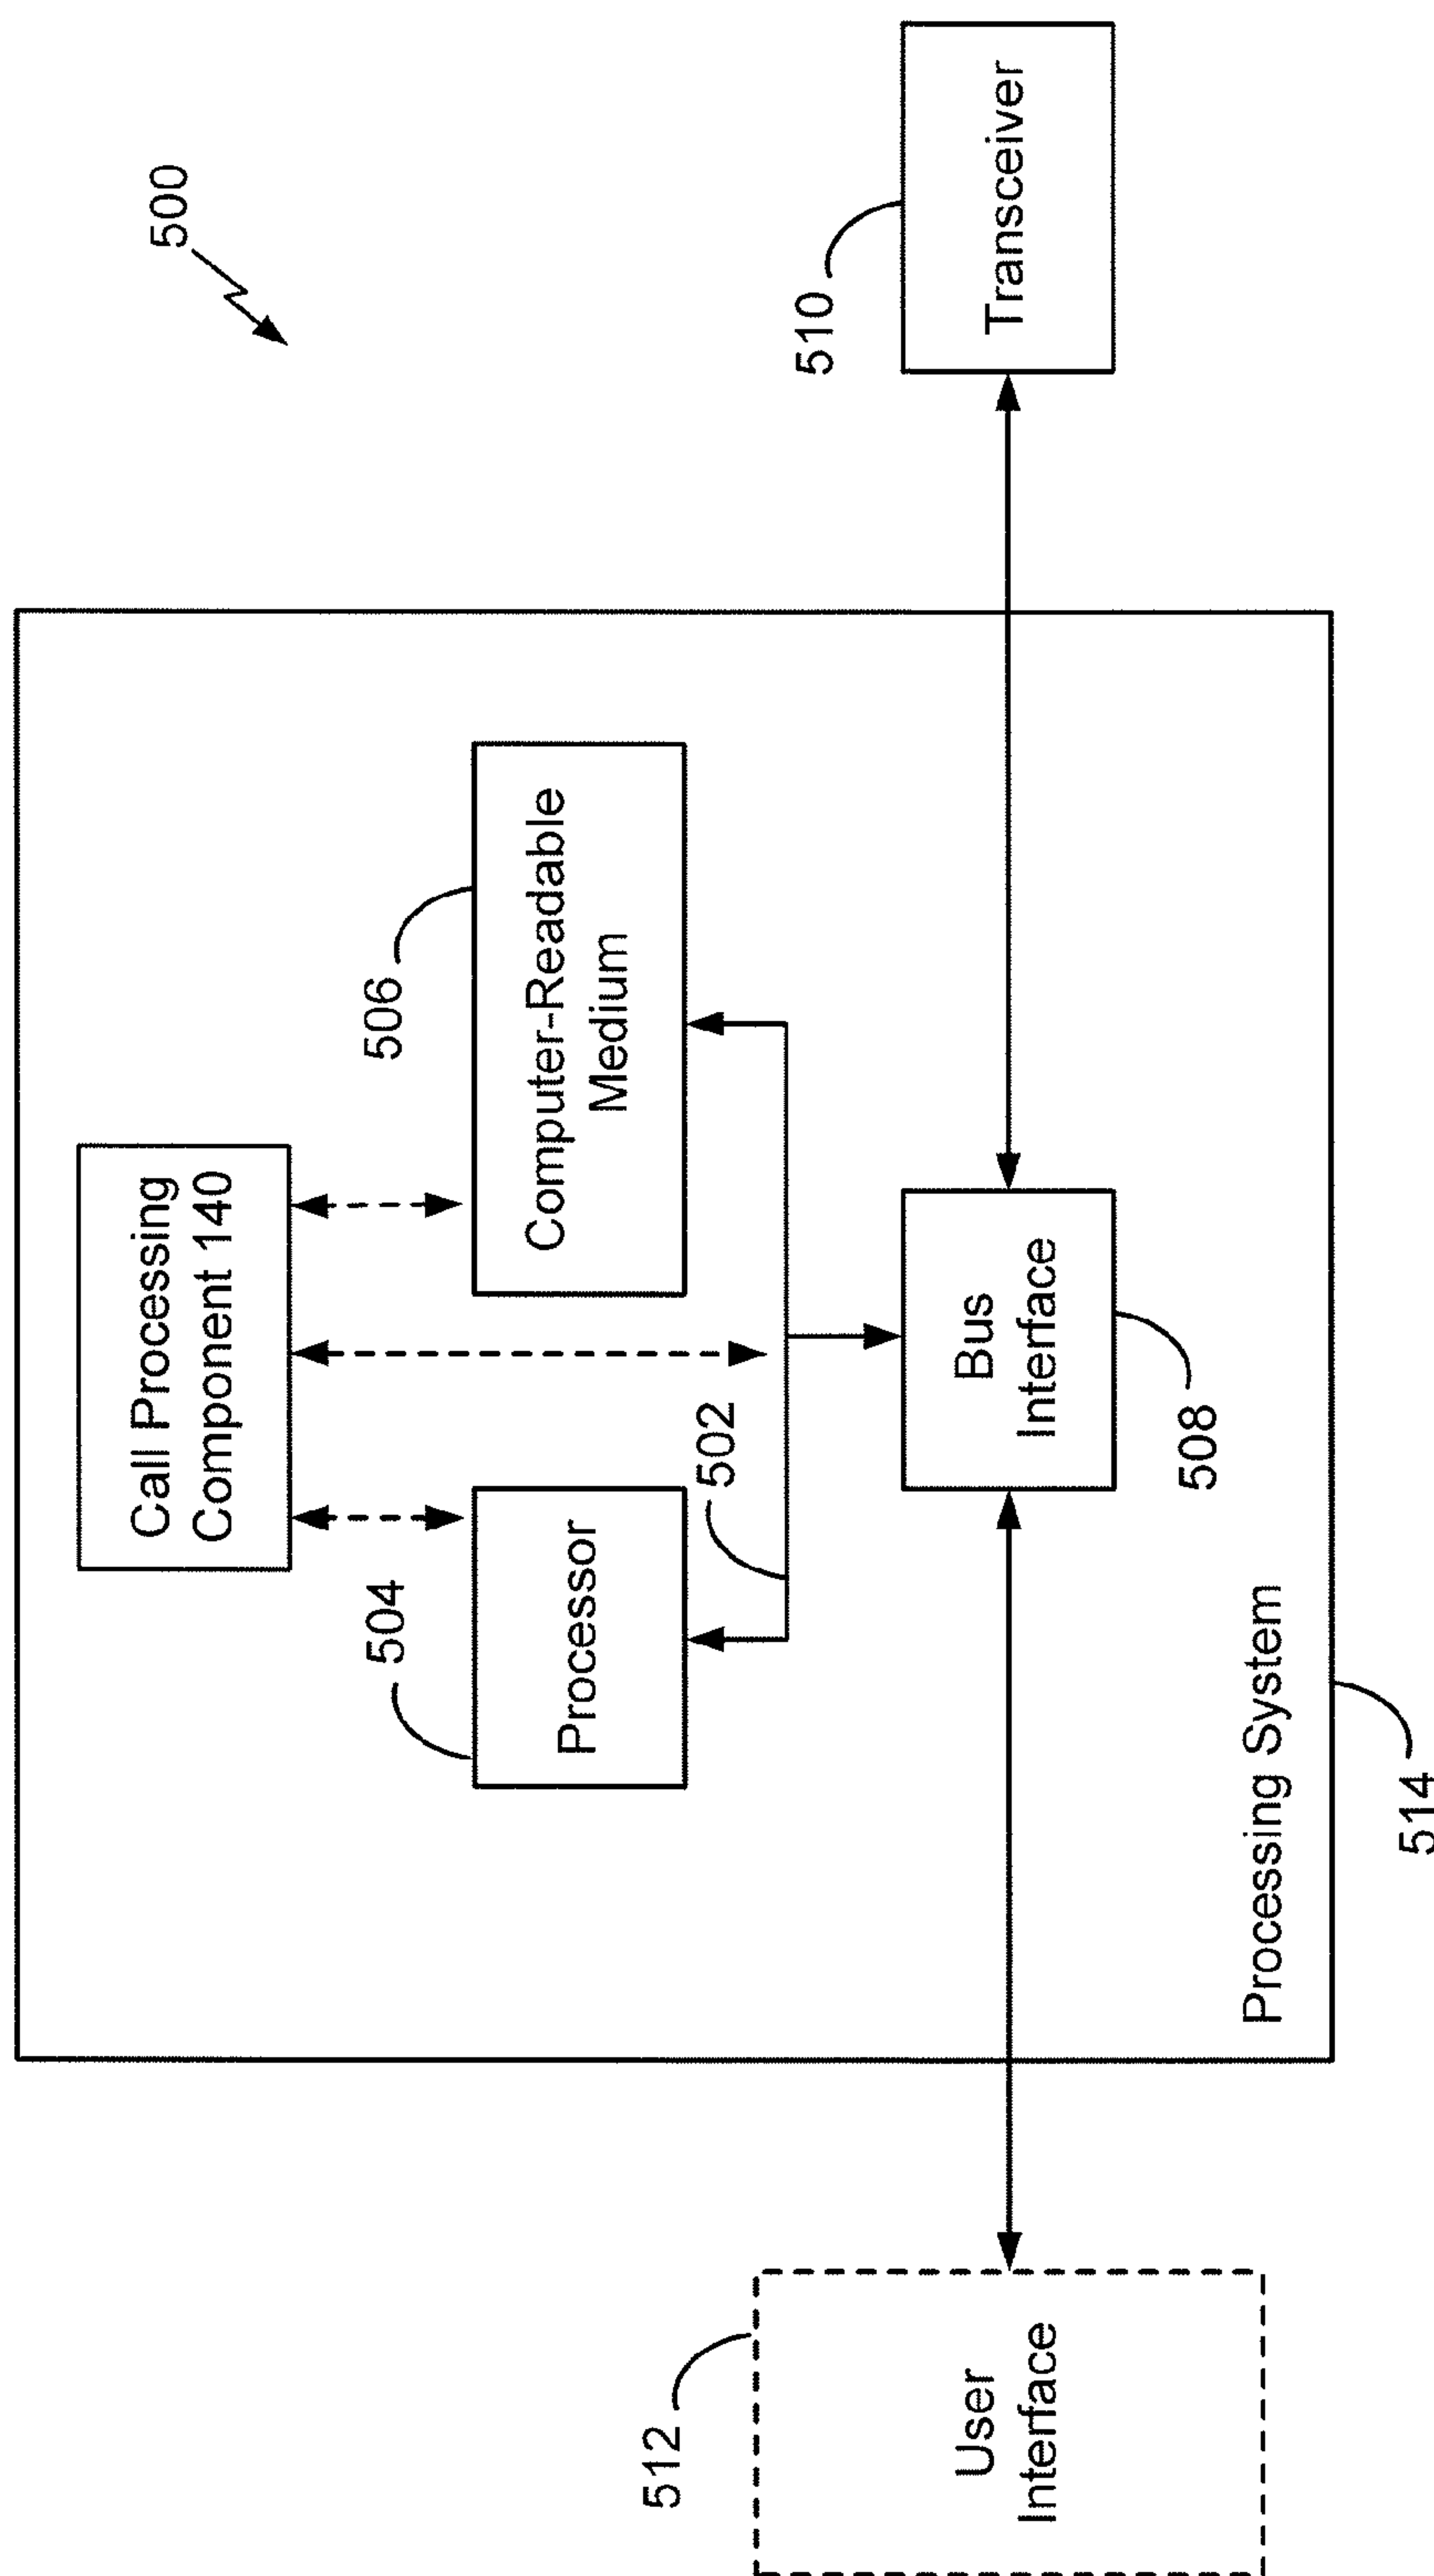 500
Call Processing
Component 140
504
506
Processor
Computer-Readable
Medium
502
512
510
User
Interface
Bus
Interface
Transceiver
508
Processing System
514